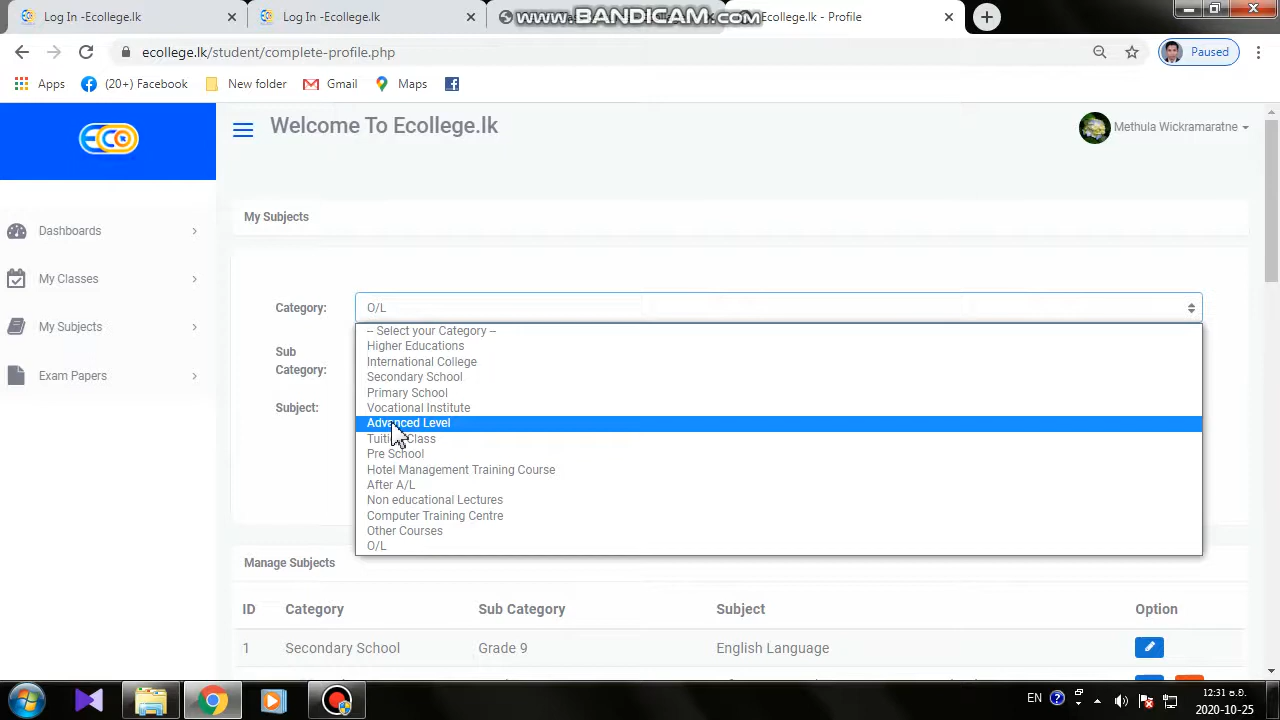 Log In -Ecollege.lk
Log In -Ecollege.lk
www.BANDICAM.com
Ecollege.lk - Profile
ecollege.lk/student/complete-profile.php
Paused
Apps
(20+) Facebook
New folder
Gmail
Maps
ECO
Welcome To Ecollege.lk
Methula Wickramaratne
Dashboards
My Classes
My Subjects
Exam Papers
My Subjects
Category:
O/L
-- Select your Category --
Higher Educations
International College
Secondary School
Primary School
Vocational Institute
Advanced Level
Tuition Class
Pre School
Hotel Management Training Course
After A/L
Non educational Lectures
Computer Training Centre
Other Courses
O/L
Sub
Category:
Subject:
Manage Subjects
ID
Category
Sub Category
Subject
Option
1
Secondary School
Grade 9
English Language
EN
12:31 ප.ව.
2020-10-25